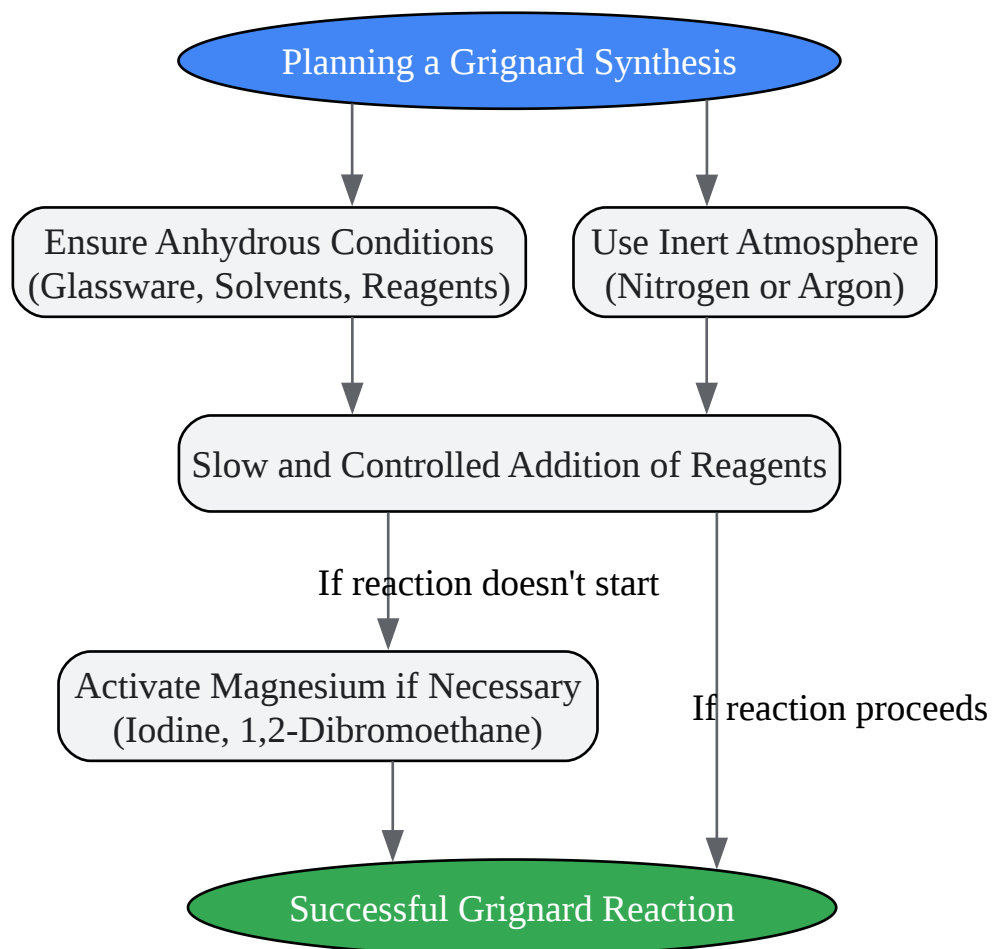 Planning a Grignard Synthesis
Ensure Anhydrous Conditions
(Glassware, Solvents, Reagents)
Use Inert Atmosphere
(Nitrogen or Argon)
Slow and Controlled Addition of Reagents
If reaction doesn't start
Activate Magnesium if Necessary
(Iodine, 1,2-Dibromoethane)
If reaction proceeds
Successful Grignard Reaction